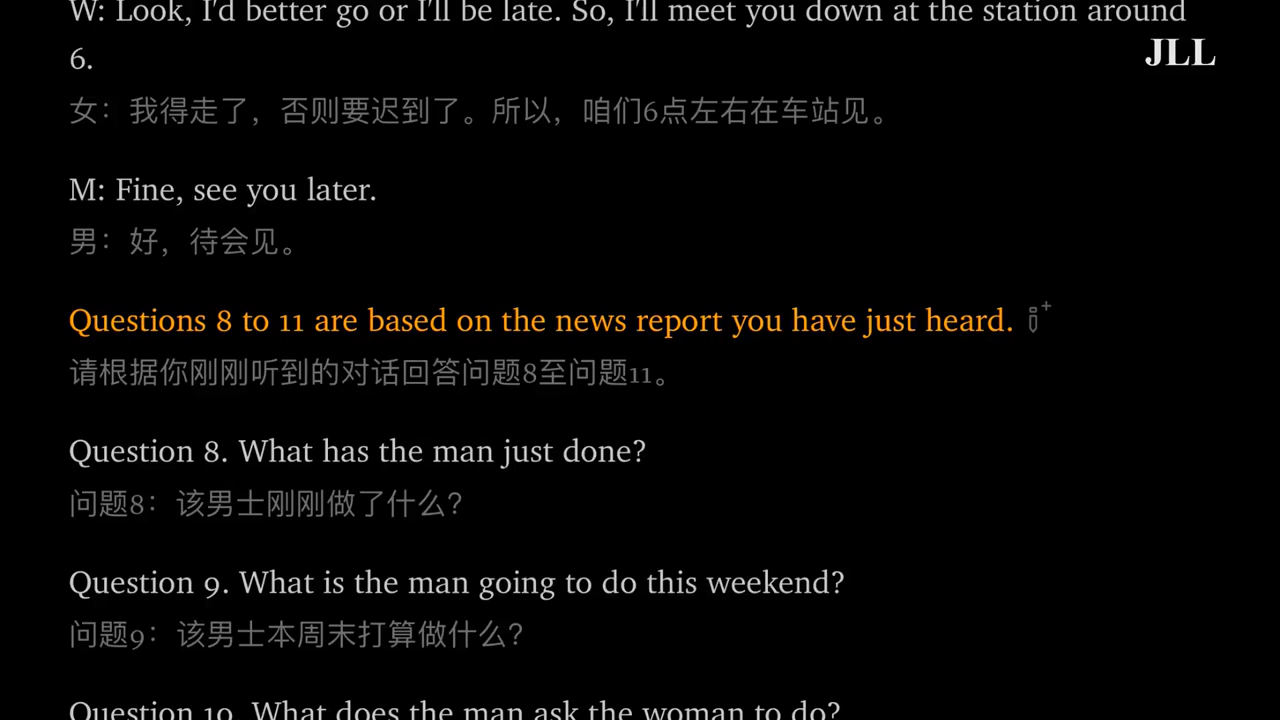 W: Look, I'd better go or I'll be late. So, I'll meet you down at the station around
6.
JLL
女：我得走了，否则要迟到了。所以，咱们6点左右在车站见。
M: Fine, see you later.
男：好，待会见。
Questions 8 to 11 are based on the news report you have just heard.
请根据你刚刚听到的对话回答问题8至问题11。
Question 8. What has the man just done?
问题8：该男士刚刚做了什么？
Question 9. What is the man going to do this weekend?
问题9：该男士本周末打算做什么？
Question 10. What does the man ask the woman to do?